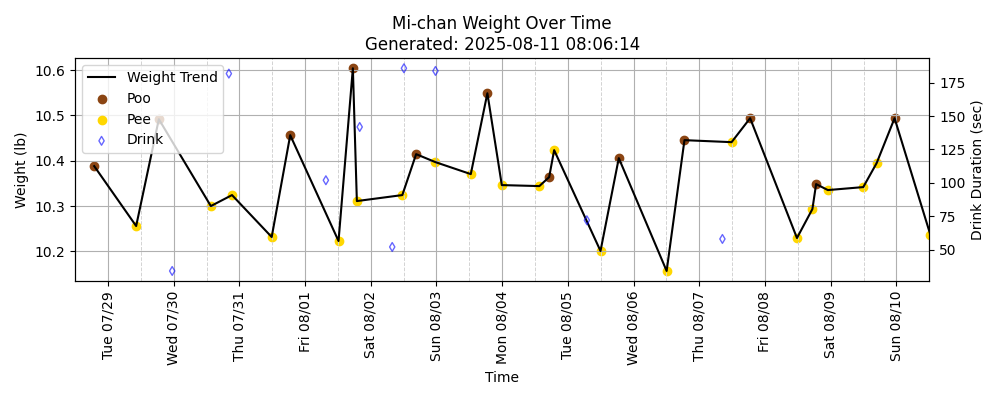 Mi-chan Weight Over Time
Generated: 2025-08-11 08:06:14
Weight (lb)
10.6
10.5
10.4
10.3
10.2
Weight Trend
Poo
Pee
Drink
175
150
125
100
75
50
Drink Duration (sec)
Tue 07/29
Wed 07/30
Thu 07/31
Fri 08/01
Sat 08/02
Sun 08/03
Mon 08/04
Tue 08/05
Wed 08/06
Thu 08/07
Fri 08/08
Sat 08/09
Sun 08/10
Time